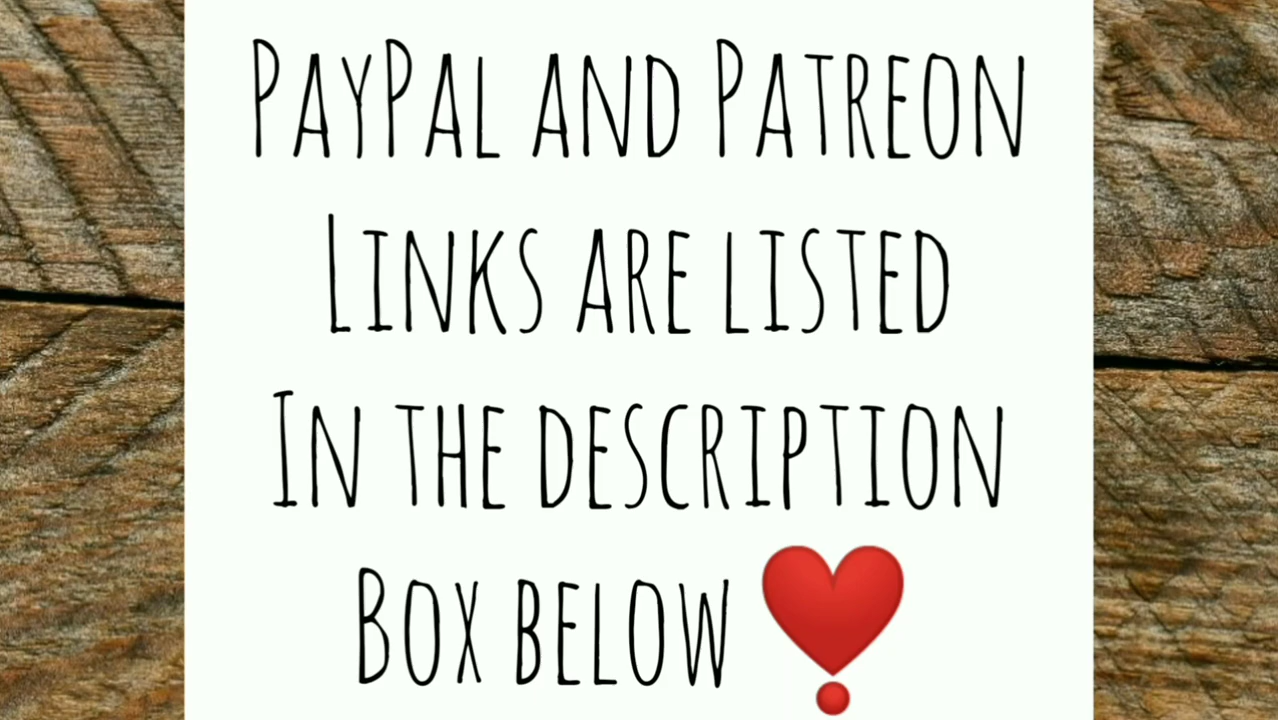 PayPal and Patreon
Links are listed
In the description
Box below ❣